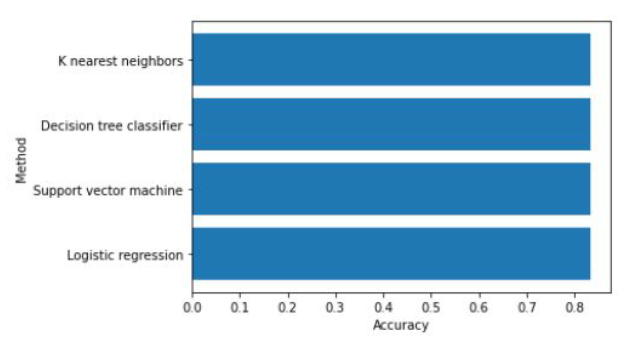 K nearest neighbors
Decision tree classifier
Support vector machine
Logistic regression
Method
0.0 0.1 0.2 0.3 0.4 0.5 0.6 0.7 0.8
Accuracy